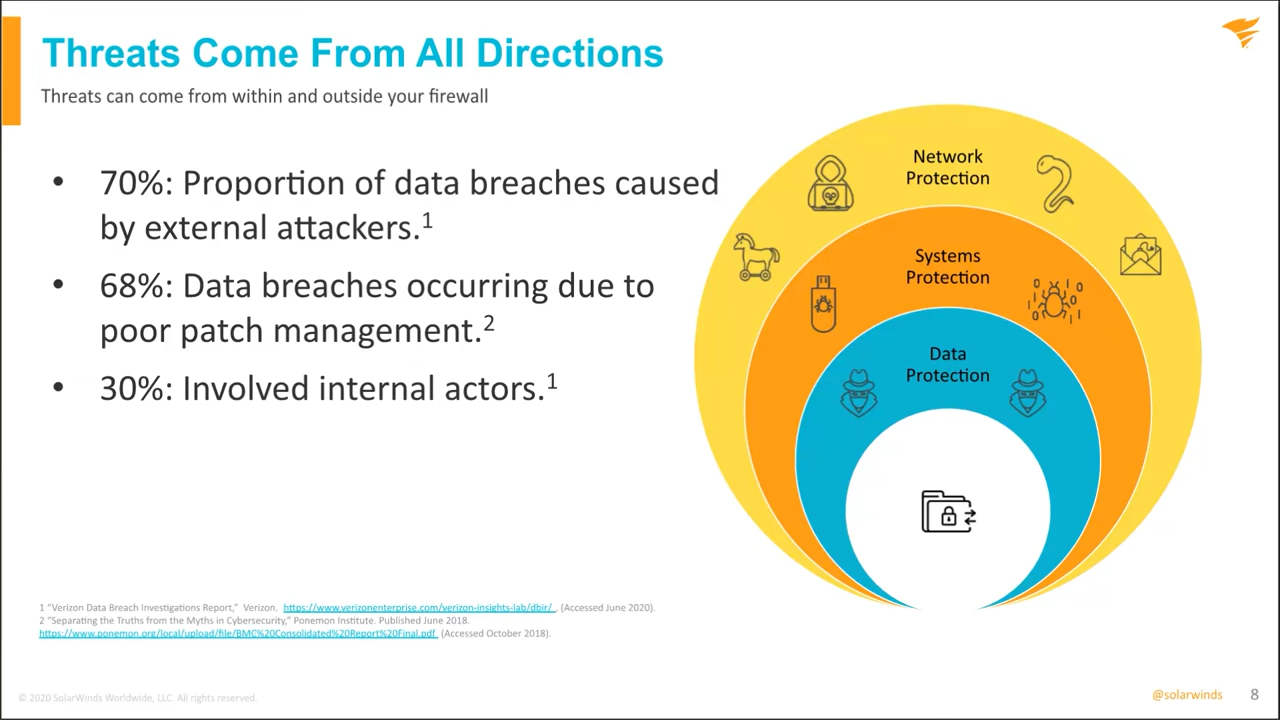 Threats Come From All Directions
Threats can come from within and outside your firewall
• 70%: Proportion of data breaches caused
by external attackers.1
• 68%: Data breaches occurring due to
poor patch management.2
• 30%: Involved internal actors.1
Network
Protection
Systems
Protection
Data
Protection
1 "Verizon Data Breach Investigations Report," Verizon. https://www.verizonenterprise.com/verizon-insights-lab/dbir/ , (Accessed June 2020).
2 "Separating the Truths from the Myths in Cybersecurity," Ponemon Institute. Published June 2018.
https://www.ponemon.org/local/upload/file/BMC%20Consolidated%20Report%20Final.pdf (Accessed October 2018).
© 2020 SolarWinds Worldwide, LLC. All rights reserved.
@solarwinds 8